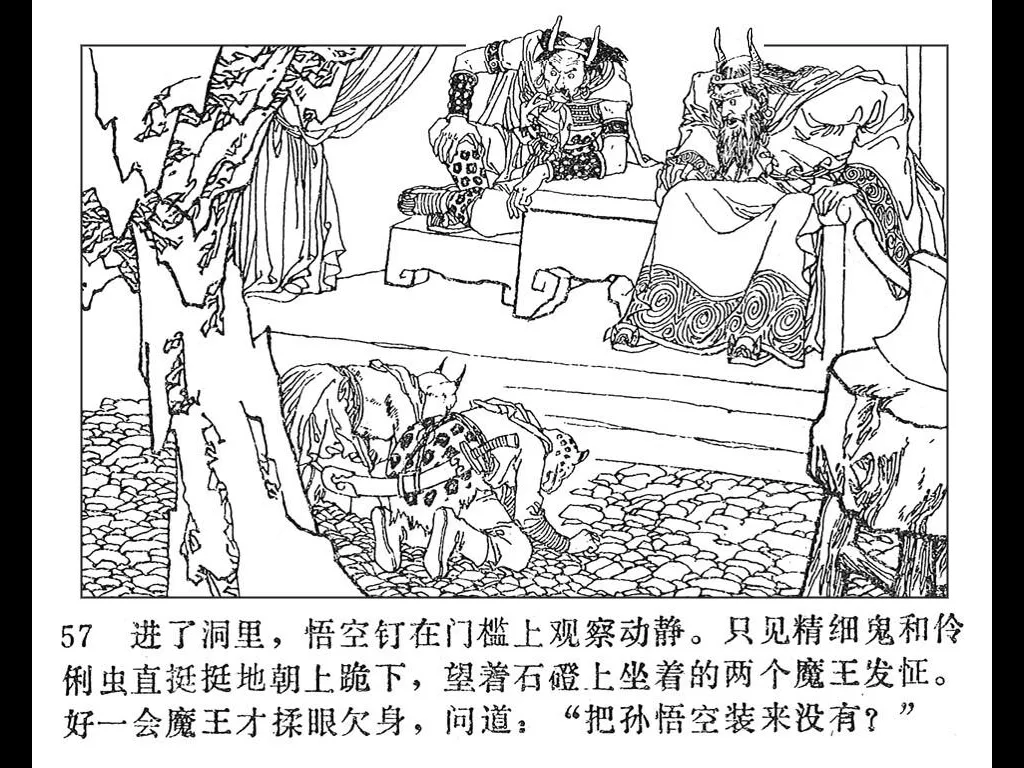 57 进了洞里，悟空钉在门槛上观察动静。只见精细鬼和伶
俐虫直挺挺地朝上跪下，望着石磴上坐着的两个魔王发怔。
好一会魔王才揉眼欠身，问道：“把孙悟空装来没有？”